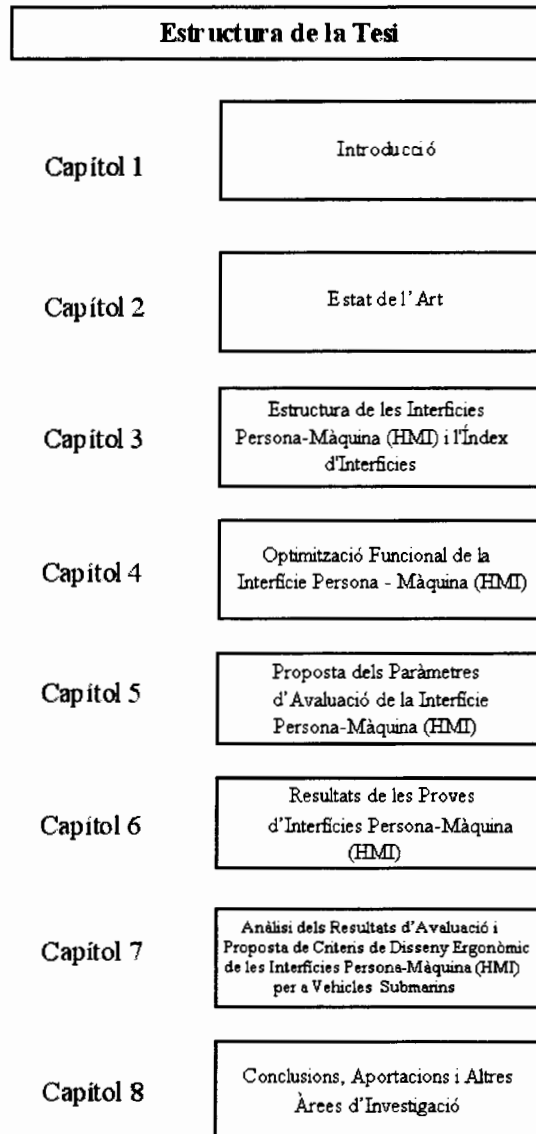 Estructura de la Tesi
Capítol 1
Introducció
Capítol 2
Estat de l'Art
Capítol 3
Estructura de les Interfícies
Persona-Màquina (HMI) i l'Índex
d'Interfícies
Capítol 4
Optimització Funcional de la
Interfície Persona - Màquina (HMI)
Capítol 5
Proposta dels Paràmetres
d'Avaluació de la Interfície
Persona-Màquina (HMI)
Capítol 6
Resultats de les Proves
d'Interfícies Persona-Màquina
(HMI)
Capítol 7
Anàlisi dels Resultats d'Avaluació i
Proposta de Criteris de Disseny Ergonòmic
de les Interfícies Persona-Màquina (HMI)
per a Vehicles Submarins
Capítol 8
Conclusions, Aportacions i Altres
Àrees d'Investigació